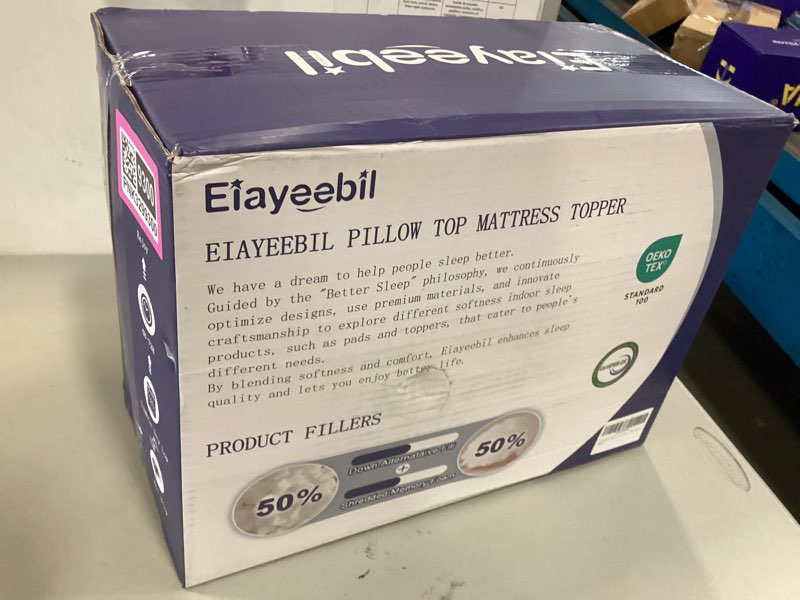 Eiayeebil
Eiayeebil
EIAYEEBIL PILLOW TOP MATTRESS TOPPER
We have a dream to help people sleep better.
Guided by the "Better Sleep" philosophy, we continously
optimize designs, use premium materials, and innovate
craftsmanship to explore different softness indoor sleep
products, such as pads and toppers, that cater to people's
different needs.
By blending softness and comfort, Eiayeebil enhances sleep
quality and lets you enjoy better life.
OEKO
TEX
STANDARD
100
PRODUCT FILLERS
50%
Down Alternataive Fill
+
Shredded Memory Foam
50%